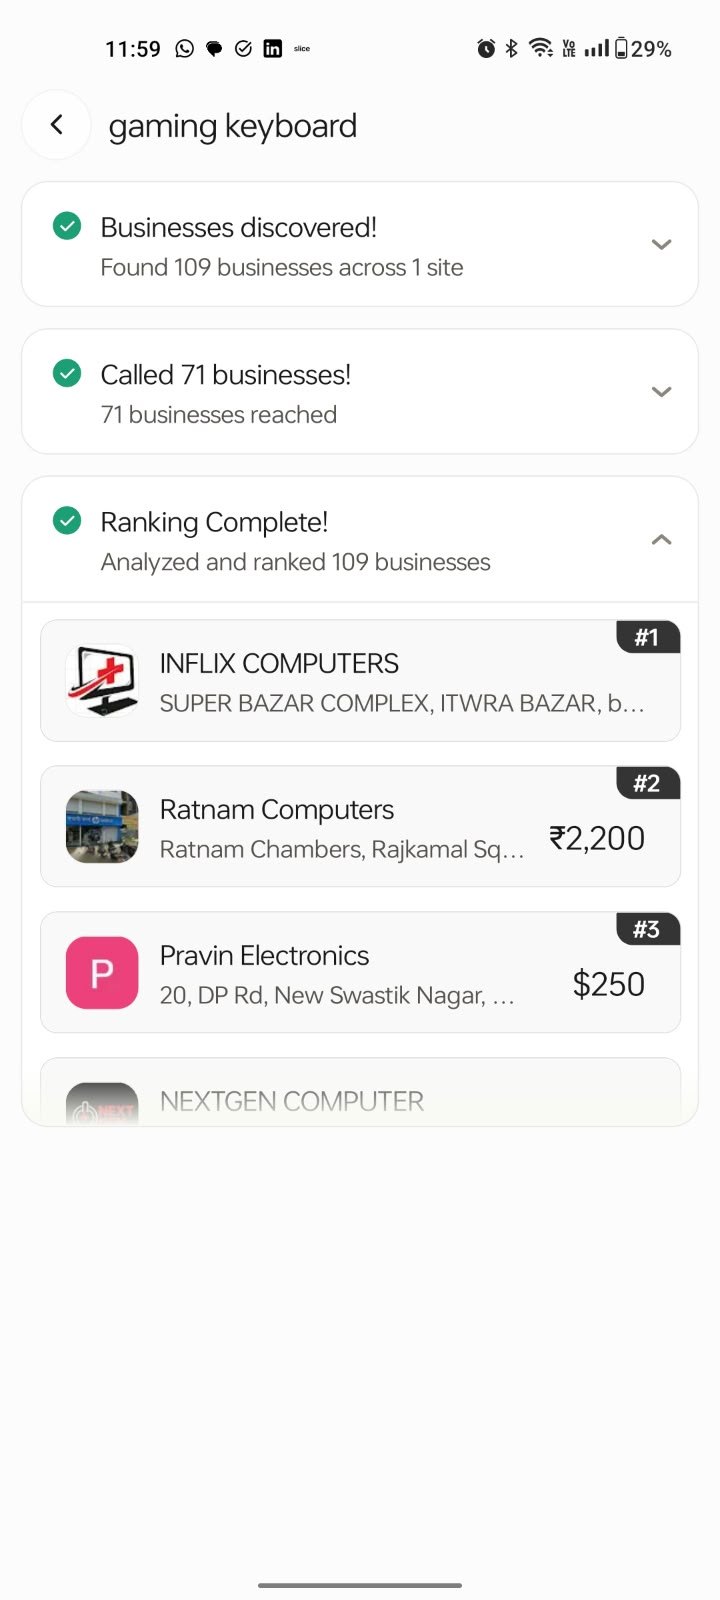 11:59 slice 29%
gaming keyboard
Businesses discovered!
Found 109 businesses across 1 site
Called 71 businesses!
71 businesses reached
Ranking Complete!
Analyzed and ranked 109 businesses
#1
INFLIX COMPUTERS
SUPER BAZAR COMPLEX, ITWRA BAZAR, b...
#2
Ratnam Computers
Ratnam Chambers, Rajkamal Sq...
₹2,200
#3
P
Pravin Electronics
20, DP Rd, New Swastik Nagar, ...
$250
NEXT
NEXTGEN COMPUTER